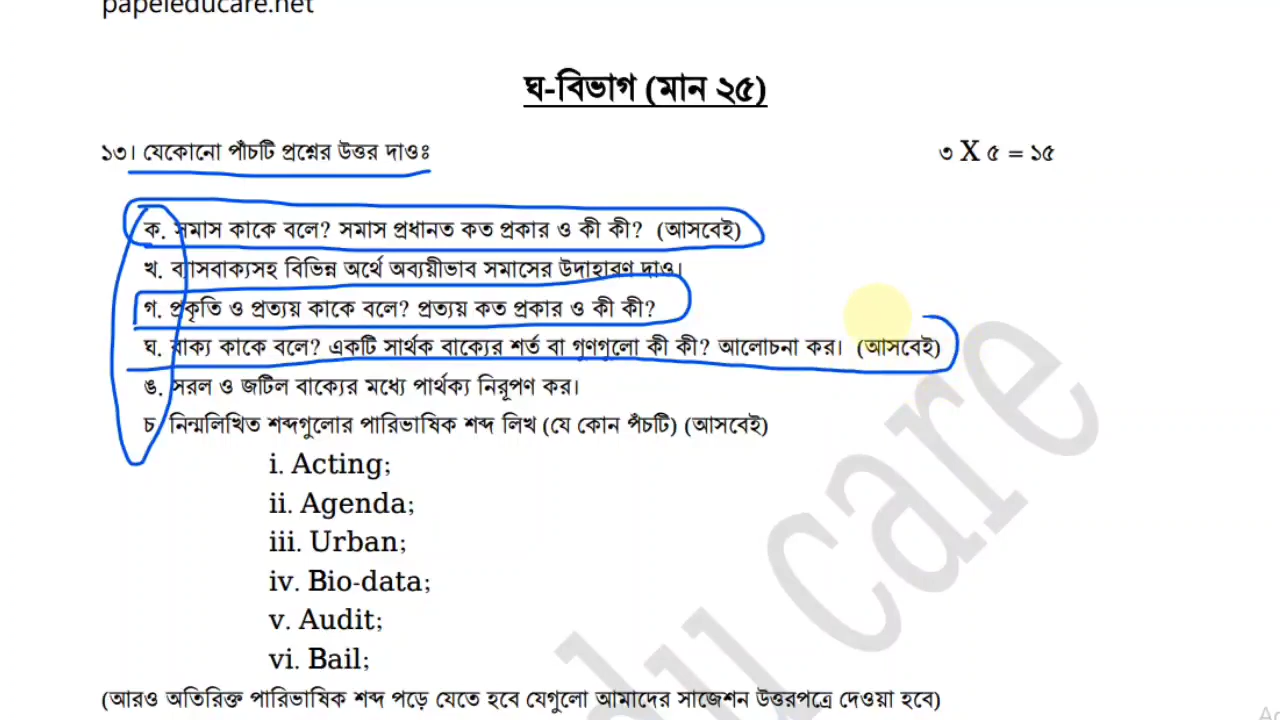 papeleducare.net
ঘ-বিভাগ (মান ২৫)
১৩। যেকোনো পাঁচটি প্রশ্নের উত্তর দাওঃ ৩ X ৫ = ১৫
ক. সমাস কাকে বলে? সমাস প্রধানত কত প্রকার ও কী কী? (আসবেই)
খ. ব্যাসবাক্যসহ বিভিন্ন অর্থে অব্যয়ীভাব সমাসের উদাহারণ দাও।
গ. প্রকৃতি ও প্রত্যয় কাকে বলে? প্রত্যয় কত প্রকার ও কী কী?
ঘ. বাক্য কাকে বলে? একটি সার্থক বাক্যের শর্ত বা গুণগুলো কী কী? আলোচনা কর। (আসবেই)
ঙ. সরল ও জটিল বাক্যের মধ্যে পার্থক্য নিরূপণ কর।
চ. নিন্মলিখিত শব্দগুলোর পারিভাষিক শব্দ লিখ (যে কোন পঁচটি) (আসবেই)
i. Acting;
ii. Agenda;
iii. Urban;
iv. Bio-data;
v. Audit;
vi. Bail;
(আরও অতিরিক্ত পারিভাষিক শব্দ পড়ে যেতে হবে যেগুলো আমাদের সাজেশন উত্তরপত্রে দেওয়া হবে)
edu care